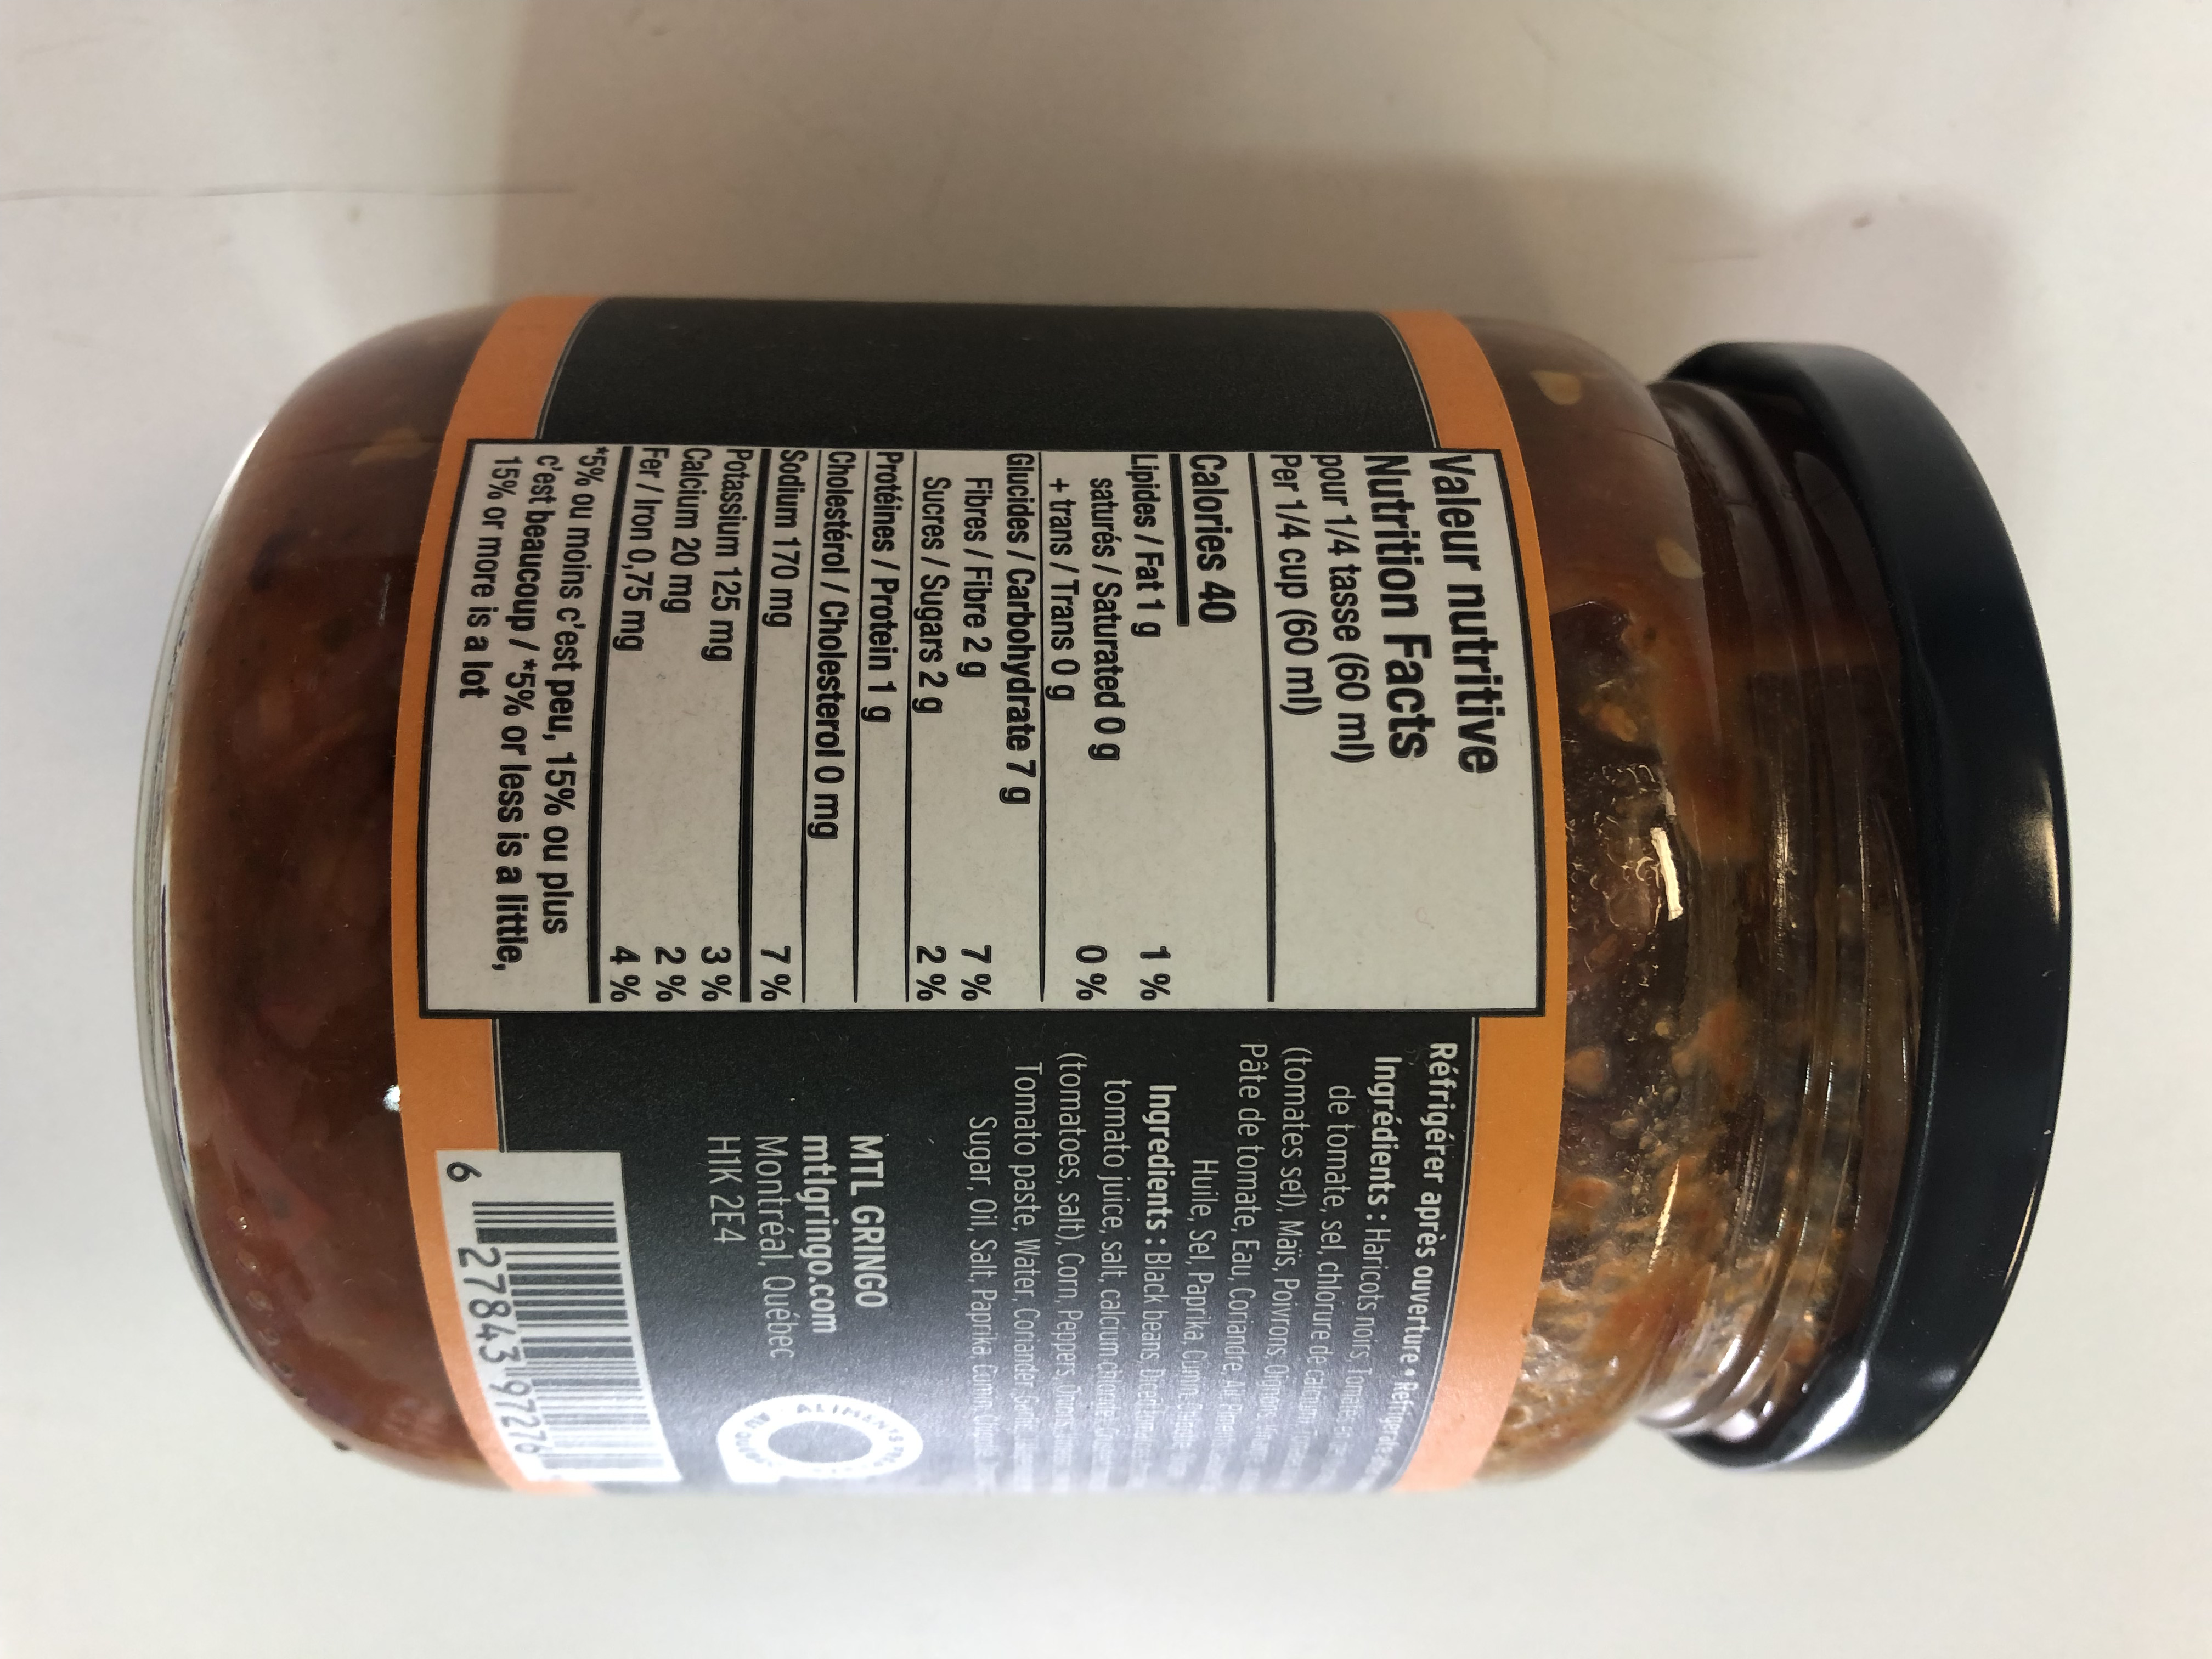 Valeur nutritive
Nutrition Facts
pour 1/4 tasse (60 ml)
Per 1/4 cup (60 ml)
Calories 40
Lipides / Fat 1 g 1 %
saturés / Saturated 0 g
+ trans / Trans 0 g 0 %
Glucides / Carbohydrate 7 g
Fibres / Fibre 2 g 7 %
Sucres / Sugars 2 g 2 %
Protéines / Protein 1 g
Cholestérol / Cholesterol 0 mg
Sodium 170 mg 7 %
Potassium 125 mg 3 %
Calcium 20 mg 2 %
Fer / Iron 0,75 mg 4 %
*5% ou moins c'est peu, 15% ou plus
c'est beaucoup / *5% or less is a little,
15% or more is a lot
Réfrigérer après ouverture • Refrigerate
Ingrédients : Haricots noirs, Tomates
de tomate, sel, chlorure de calcium
(tomates sel), Maïs, Poivrons, Oignons
Pâte de tomate, Eau, Coriandre, Ail
Huile, Sel, Paprika, Cumin
Ingredients : Black beans, Diced
tomato juice, salt, calcium chloride
(tomatoes, salt), Corn, Peppers, Onions
Tomato paste, Water, Coriander
Sugar, Oil, Salt, Paprika, Cumin
MTL GRINGO
mtlgringo.com
Montréal, Québec
H1K 2E4
ALIMENTS
6 27843 97276